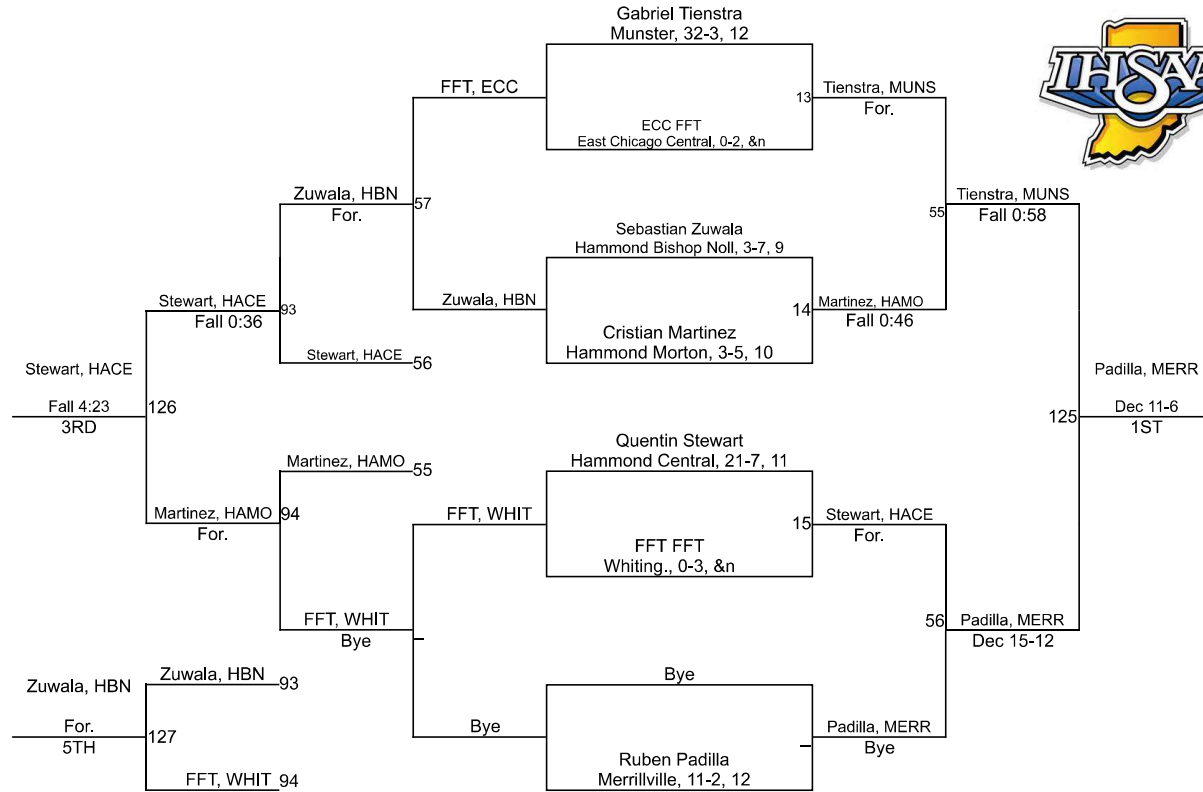 Gabriel Tienstra
Munster, 32-3, 12
IHSAA
FFT, ECC
13
Tienstra, MUNS
For.
ECC FFT
East Chicago Central, 0-2, &n
Zuwala, HBN
For.
57
55
Tienstra, MUNS
Fall 0:58
Sebastian Zuwala
Hammond Bishop Noll, 3-7, 9
Stewart, HACE
Fall 0:36
93
Zuwala, HBN
14
Martinez, HAMO
Fall 0:46
Cristian Martinez
Hammond Morton, 3-5, 10
Stewart, HACE
56
Stewart, HACE
Fall 4:23
3RD
126
125
Padilla, MERR
Dec 11-6
1ST
Quentin Stewart
Hammond Central, 21-7, 11
Martinez, HAMO
55
Martinez, HAMO
For.
94
FFT, WHIT
15
Stewart, HACE
For.
FFT FFT
Whiting., 0-3, &n
FFT, WHIT
Bye
56
Padilla, MERR
Dec 15-12
Zuwala, HBN
For.
5TH
Zuwala, HBN
93
127
FFT, WHIT
94
Bye
Bye
Padilla, MERR
Bye
Ruben Padilla
Merrillville, 11-2, 12